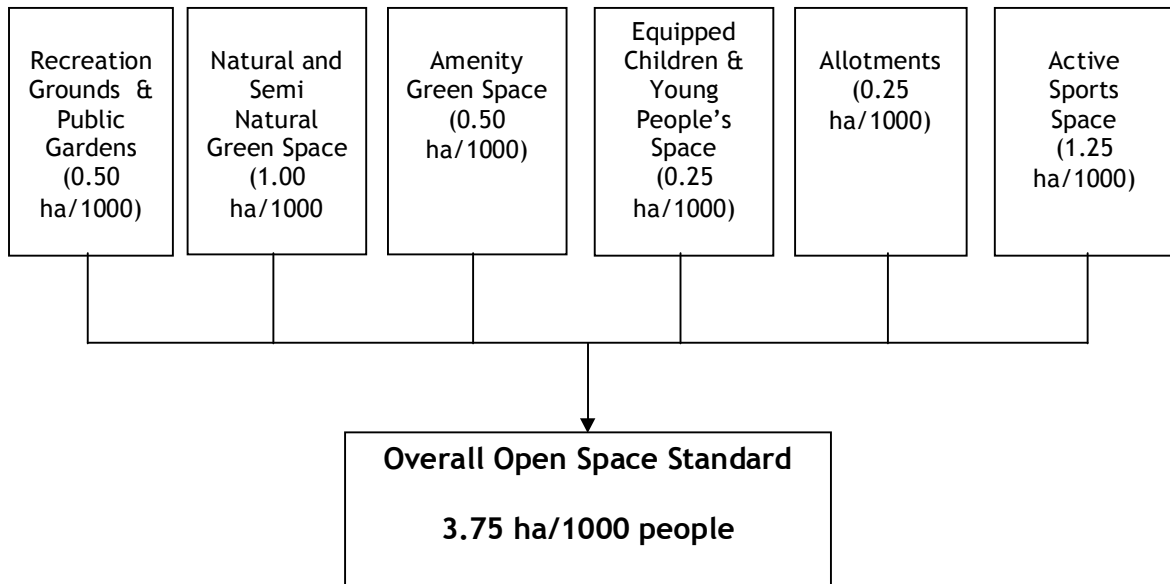 Recreation
Grounds & 
Public
Gardens
(0.50
ha/1000)
Natural and
Semi
Natural
Green Space
(1.00
ha/1000
Amenity
Green Space
(0.50
ha/1000)
Equipped
Children &
Young
People’s
Space
(0.25
ha/1000)
Allotments
(0.25
ha/1000)
Active
Sports
Space
(1.25
ha/1000)
Overall Open Space Standard
3.75 ha/1000 people